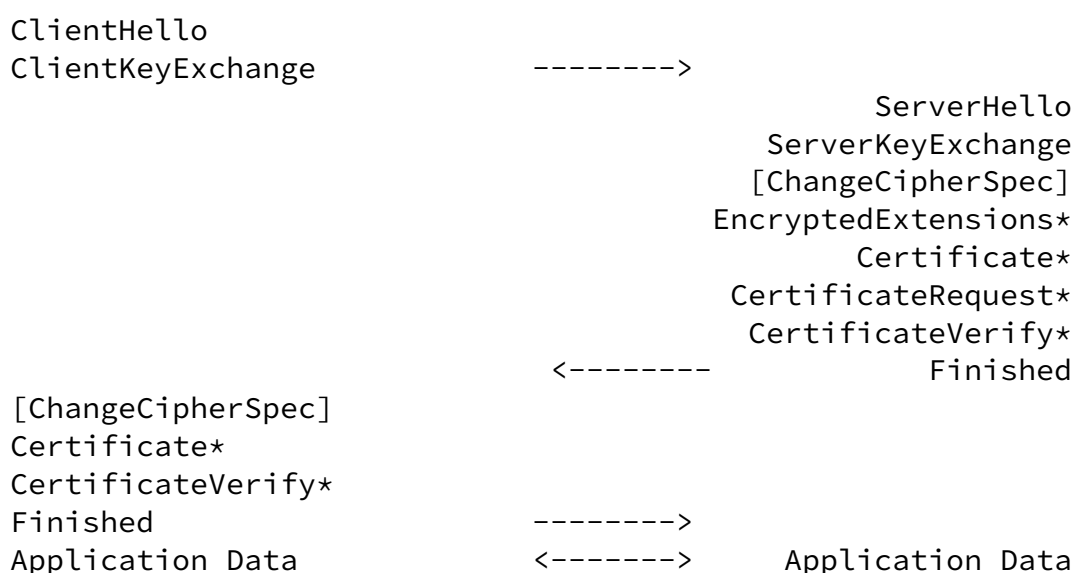 ClientHello
ClientKeyExchange -------->
ServerHello
ServerKeyExchange
[ChangeCipherSpec]
EncryptedExtensions*
Certificate*
CertificateRequest*
CertificateVerify*
<-------- Finished
[ChangeCipherSpec]
Certificate*
CertificateVerify*
Finished -------->
Application Data <-------> Application Data